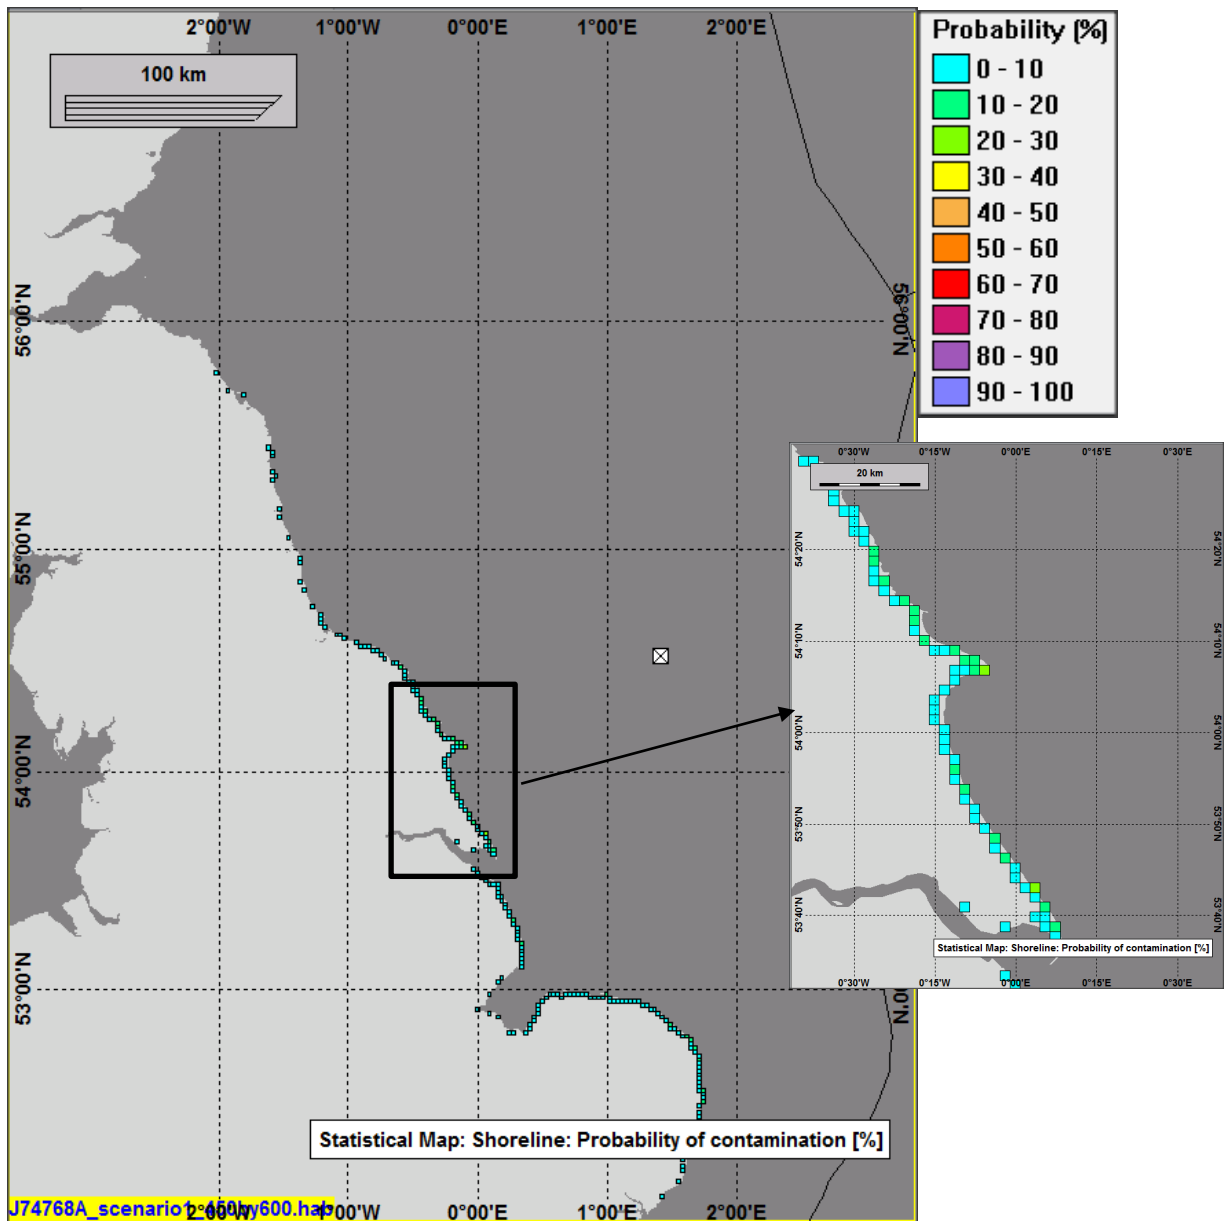 2°00'W 1°00'W 0°00'E 1°00'E 2°00'E
100 km
Probability (%)
0 - 10
10 - 20
20 - 30
30 - 40
40 - 50
50 - 60
60 - 70
70 - 80
80 - 90
90 - 100
56°00'N
56°00'N
55°00'N
54°00'N
53°00'N
0'N
0°30'W 0°15'W 0°00'E 0°15'E 0°30'E
20 km
54°20'N
54°20'N
54°10'N
54°10'N
54°00'N
54°00'N
53°50'N
53°50'N
53°40'N
53°40'N
Statistical Map: Shoreline: Probability of contamination [%]
0°30'W 0°15'W 0°00'E 0°15'E 0°30'E
Statistical Map: Shoreline: Probability of contamination [%]
J74768A_scenario1_450by600.hab
2°00'W 1°00'W 0°00'E 1°00'E 2°00'E